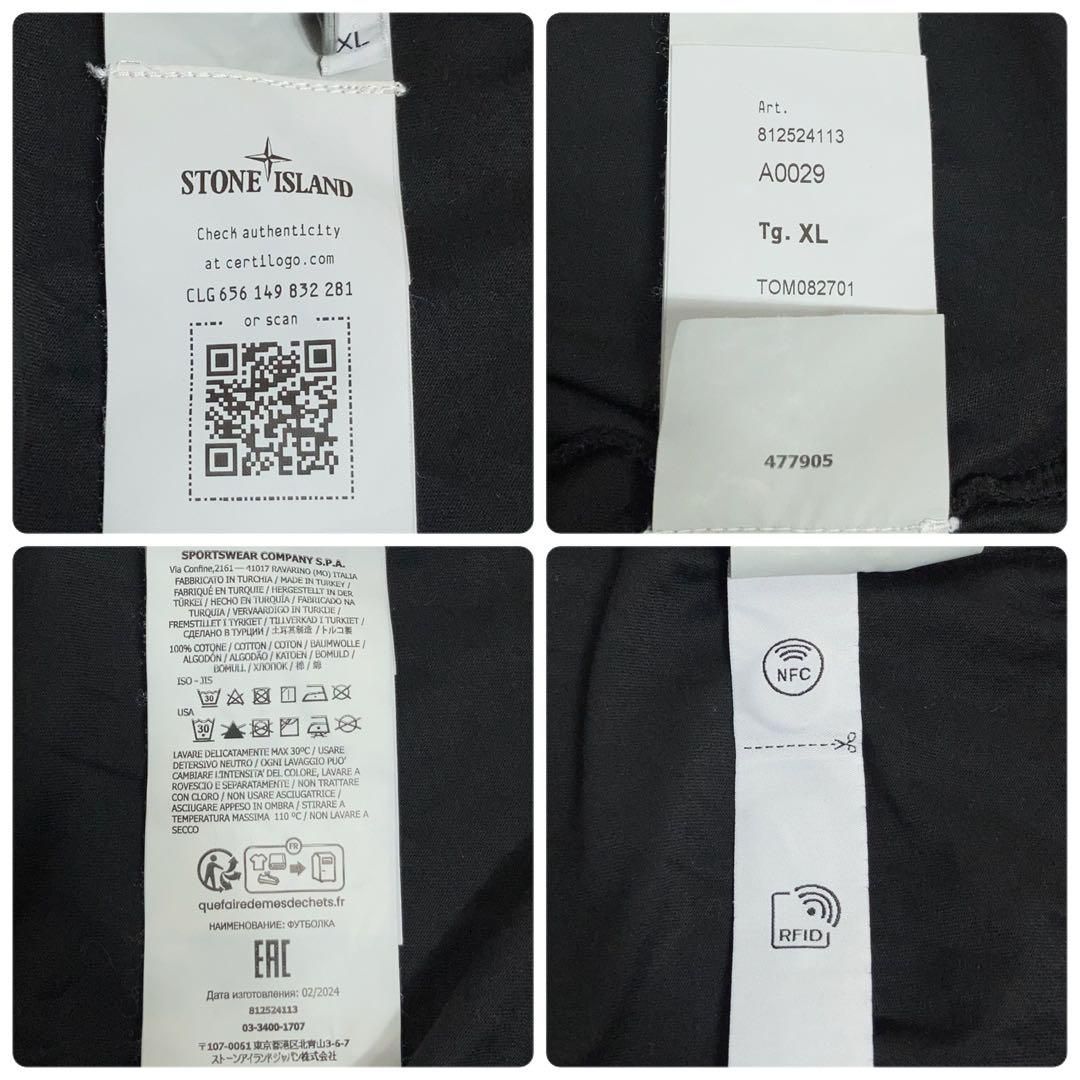 XL
STONE ISLAND
Check authenticity
at certilogo.com
CLG 656 149 832 281
or scan
Art.
812524113
A0029
Tg. XL
TOM082701
477905
SPORTSWEAR COMPANY S.P.A.
Via Confine,2161 — 41017 RAVARINO (MO) ITALIA
FABBRICATO IN TURCHIA / MADE IN TURKEY /
FABRIQUÉ EN TURQUIE / HERGESTELLT IN DER
TÜRKEI / HECHO EN TURQUÍA / FABRICADO NA
TURQUIA / VERVAARDIGD IN TURKIJE /
FREMSTILLET I TYRKIET / TILLVERKAD I TURKIET /
СДЕЛАНО В ТУРЦИИ / 土耳其制造 / トルコ製
100% COTONE / COTTON / COTON / BAUMWOLLE /
ALGODÓN / ALGODÃO / KATOEN / BOMULD /
BOMULL / ХЛОПОК / 棉 / 綿
ISO - JIS
30
USA
30
LAVARE DELICATAMENTE MAX 30°C / USARE
DETERSIVO NEUTRO / OGNI LAVAGGIO PUO'
CAMBIARE L'INTENSITA' DEL COLORE, LAVARE A
ROVESCIO E SEPARATAMENTE / NON TRATTARE
CON CLORO / NON USARE ASCIUGATRICE /
ASCIUGARE APPESO IN OMBRA / STIRARE A
TEMPERATURA MASSIMA 110 °C / NON LAVARE A
SECCO
FR
quefairedemesdechets.fr
НАИМЕНОВАНИЕ: ФУТБОЛКА
EAC
Дата изготовления: 02/2024
812524113
03-3400-1707
〒107-0061 東京都港区北青山3-6-7
ストーンアイランドジャパン株式会社
NFC
RFID